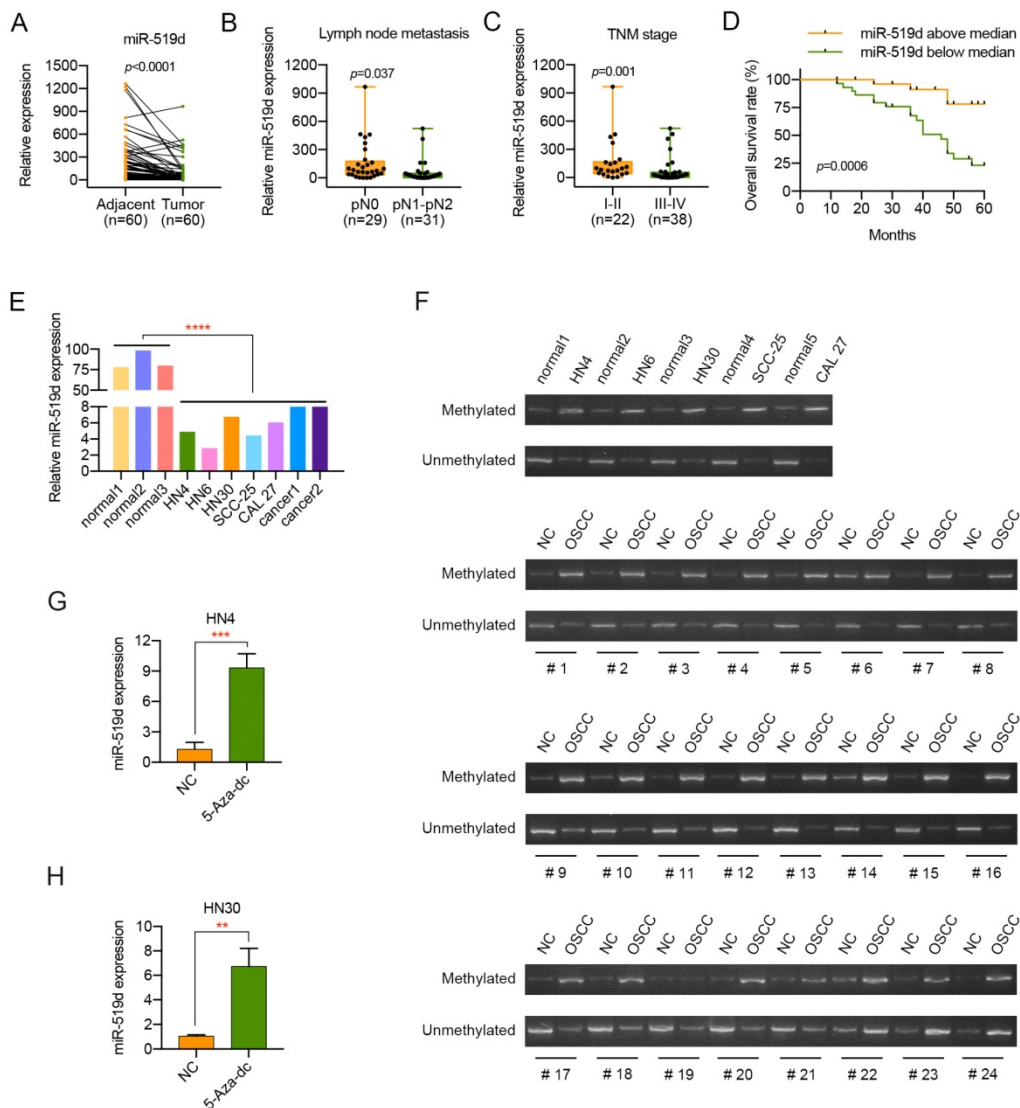 A
miR-519d
p<0.0001
Relative expression
1500
1200
900
600
300
0
Adjacent Tumor
(n=60) (n=60)
B
Lymph node metastasis
p=0.037
Relative miR-519d expression
1200
900
600
300
0
pN0 pN1-pN2
(n=29) (n=31)
C
TNM stage
p=0.001
Relative miR-519d expression
1200
900
600
300
0
I-II III-IV
(n=22) (n=38)
D
miR-519d above median
miR-519d below median
Overall survival rate (%)
100
75
50
25
0
p=0.0006
0 10 20 30 40 50 60
Months
E
****
Relative miR-519d expression
100
75
50
8
6
4
2
0
normal1 normal2 normal3 HN4 HN6 HN30 SCC-25 CAL 27 cancer1 cancer2
F
normal1 HN4 normal2 HN6 normal3 HN30 normal4 SCC-25 normal5 CAL 27
Methylated
Unmethylated
NC OSCC NC OSCC NC OSCC NC OSCC NC OSCC NC OSCC NC OSCC NC OSCC
Methylated
Unmethylated
# 1 # 2 # 3 # 4 # 5 # 6 # 7 # 8
NC OSCC NC OSCC NC OSCC NC OSCC NC OSCC NC OSCC NC OSCC NC OSCC
Methylated
Unmethylated
# 9 # 10 # 11 # 12 # 13 # 14 # 15 # 16
NC OSCC NC OSCC NC OSCC NC OSCC NC OSCC NC OSCC NC OSCC NC OSCC
Methylated
Unmethylated
# 17 # 18 # 19 # 20 # 21 # 22 # 23 # 24
G
HN4
***
miR-519d expression
12
9
6
3
0
NC 5-Aza-dc
H
HN30
**
miR-519d expression
10
8
6
4
2
0
NC 5-Aza-dc